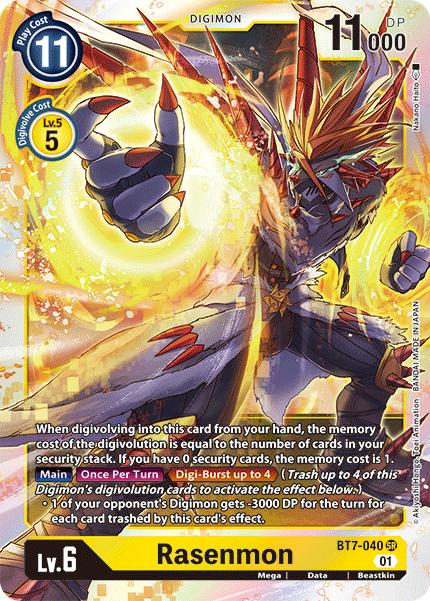 Play Cost
11
DIGIMON
DP
11000
Digivolve Cost
Lv.5
5
Nakano Haito
©Akiyoshi Hongo, Toei Animation · BANDAI MADE IN JAPAN
When digivolving into this card from your hand, the memory
cost of the digivolution is equal to the number of cards in your
security stack. If you have 0 security cards, the memory cost is 1.
Main Once Per Turn Digi-Burst up to 4 (Trash up to 4 of this
Digimon's digivolution cards to activate the effect below.)
• 1 of your opponent's Digimon gets -3000 DP for the turn for
each card trashed by this card's effect.
Lv.6
Rasenmon
BT7-040 SR
01
Mega | Data | Beastkin